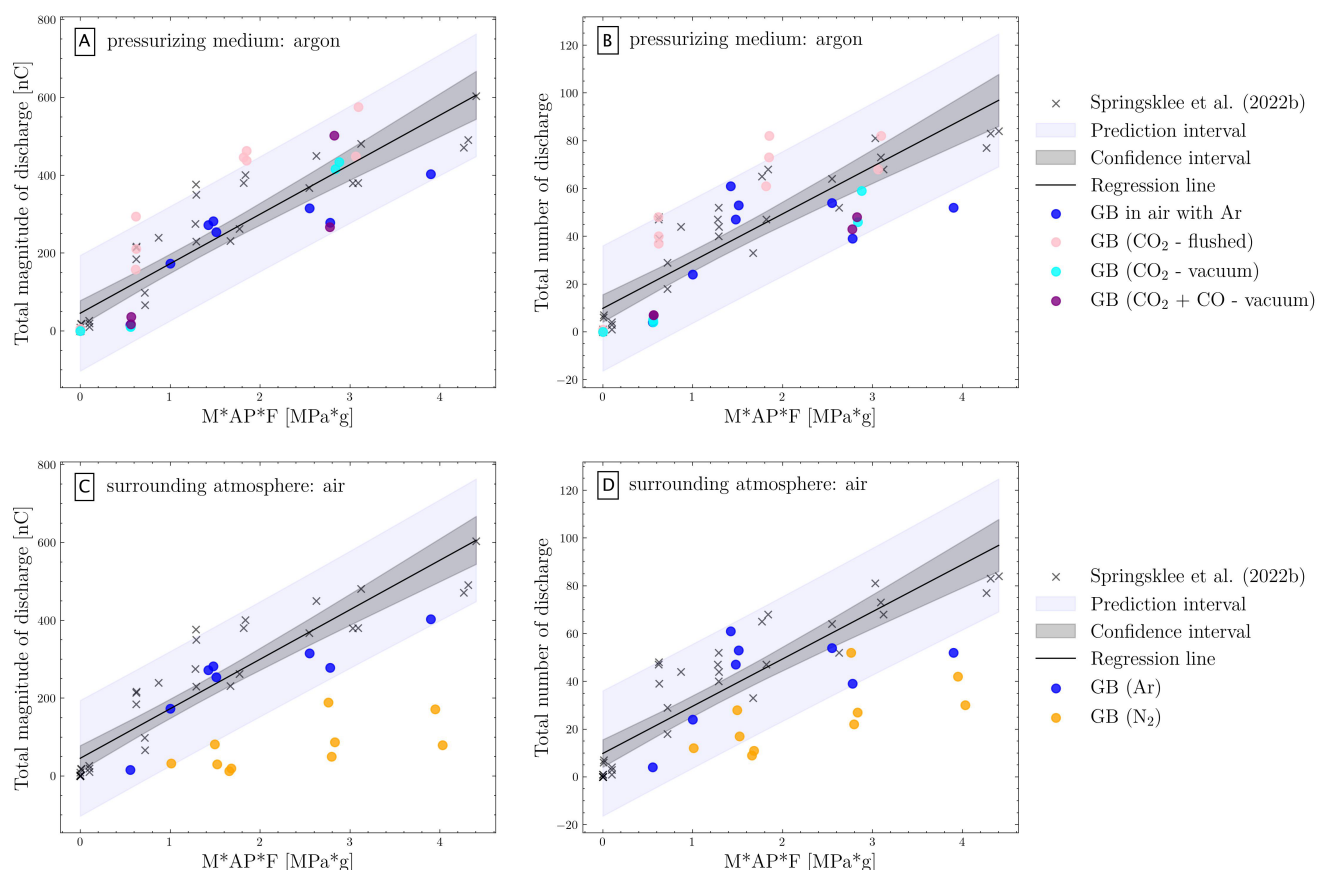 A pressurizing medium: argon
Total magnitude of discharge [nC]
800
600
400
200
0
0 1 2 3 4
M*AP*F [MPa*g]
B pressurizing medium: argon
Total number of discharge
120
100
80
60
40
20
0
−20
0 1 2 3 4
M*AP*F [MPa*g]
Springsklee et al. (2022b)
Prediction interval
Confidence interval
Regression line
GB in air with Ar
GB (CO₂ - flushed)
GB (CO₂ - vacuum)
GB (CO₂ + CO - vacuum)
C surrounding atmosphere: air
Total magnitude of discharge [nC]
800
600
400
200
0
0 1 2 3 4
M*AP*F [MPa*g]
D surrounding atmosphere: air
Total number of discharge
120
100
80
60
40
20
0
−20
0 1 2 3 4
M*AP*F [MPa*g]
Springsklee et al. (2022b)
Prediction interval
Confidence interval
Regression line
GB (Ar)
GB (N₂)